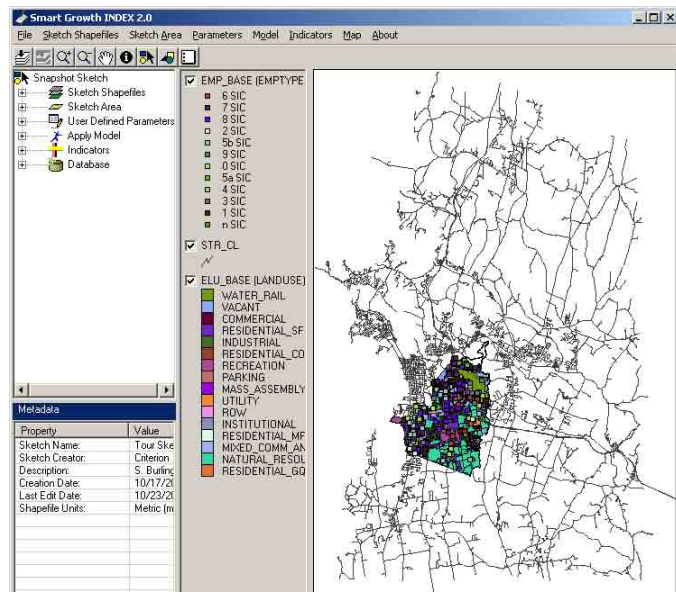 Smart Growth INDEX 2.0
File Sketch Shapefiles Sketch Area Parameters Model Indicators Map About
Snapshot Sketch
Sketch Shapefiles
Sketch Area
User Defined Parameters
Apply Model
Indicators
Database
Metadata
Property Value
Sketch Name: Tour Ske
Sketch Creator: Criterion
Description: S. Burling
Creation Date: 10/17/2
Last Edit Date: 10/23/2
Shapefile Units: Metric (m
EMP_BASE (EMPTYPE
6 SIC
7 SIC
8 SIC
2 SIC
5b SIC
9 SIC
0 SIC
5a SIC
4 SIC
3 SIC
1 SIC
n SIC
STR_CL
ELU_BASE (LANDUSE)
WATER_RAIL
VACANT
COMMERCIAL
RESIDENTIAL_SF
INDUSTRIAL
RESIDENTIAL_CO
RECREATION
PARKING
MASS_ASSEMBLY
UTILITY
ROW
INSTITUTIONAL
RESIDENTIAL_MF
MIXED_COMM_AN
NATURAL_RESOU
RESIDENTIAL_GQ